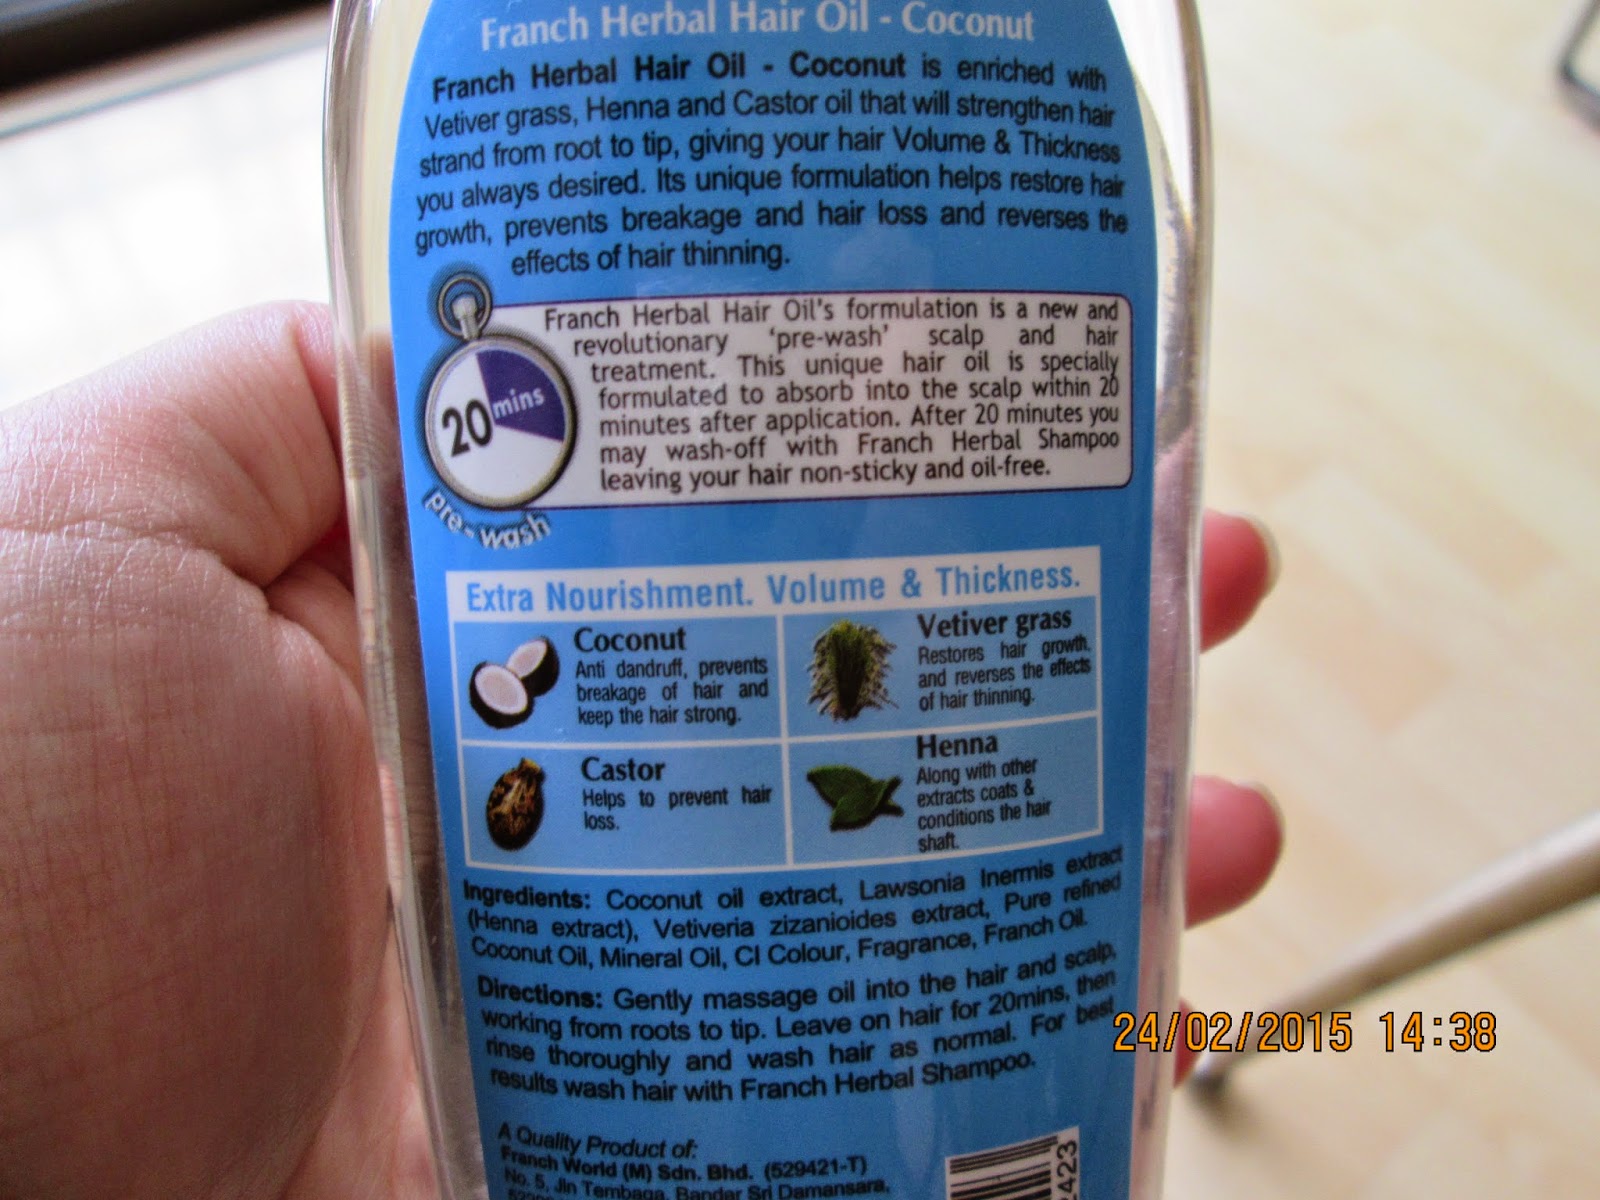 Franch Herbal Hair Oil - Coconut
Franch Herbal Hair Oil - Coconut is enriched with
Vetiver grass, Henna and Castor oil that will strengthen hair
strand from root to tip, giving your hair Volume & Thickness
you always desired. Its unique formulation helps restore hair
growth, prevents breakage and hair loss and reverses the
effects of hair thinning.
20 mins
pre-wash
Franch Herbal Hair Oil's formulation is a new and
revolutionary 'pre-wash' scalp and hair
treatment. This unique hair oil is specially
formulated to absorb into the scalp within 20
minutes after application. After 20 minutes you
may wash-off with Franch Herbal Shampoo
leaving your hair non-sticky and oil-free.
Extra Nourishment. Volume & Thickness.
Coconut
Anti dandruff, prevents
breakage of hair and
keep the hair strong.
Vetiver grass
Restores hair growth,
and reverses the effects
of hair thinning.
Castor
Helps to prevent hair
loss.
Henna
Along with other
extracts coats &
conditions the hair
shaft.
Ingredients: Coconut oil extract, Lawsonia Inermis extract
(Henna extract), Vetiveria zizanioides extract, Pure refined
Coconut Oil, Mineral Oil, CI Colour, Fragrance, Franch Oil.
Directions: Gently massage oil into the hair and scalp,
working from roots to tip. Leave on hair for 20mins, then
rinse thoroughly and wash hair as normal. For best
results wash hair with Franch Herbal Shampoo.
A Quality Product of:
Franch World (M) Sdn. Bhd. (529421-T)
No. 5, Jln Tembaga, Bandar Sri Damansara,
2423
24/02/2015 14:38